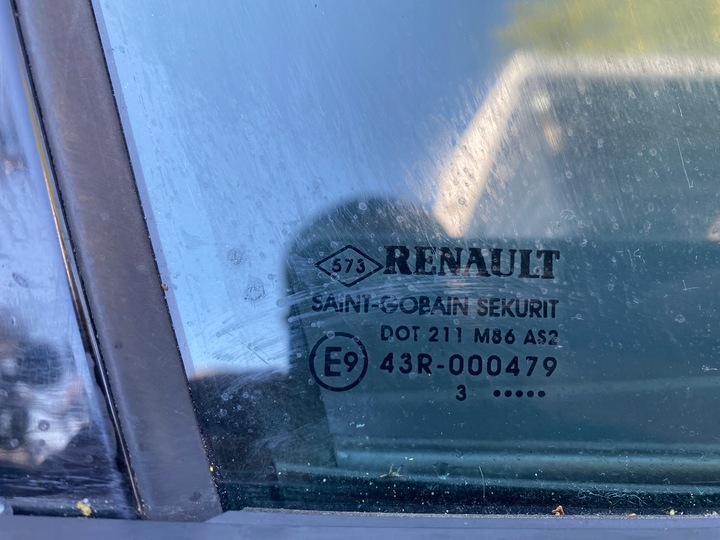 573 RENAULT
SAINT-GOBAIN SEKURIT
DOT 211 M86 AS2
E9 43R-000479
3 •••••